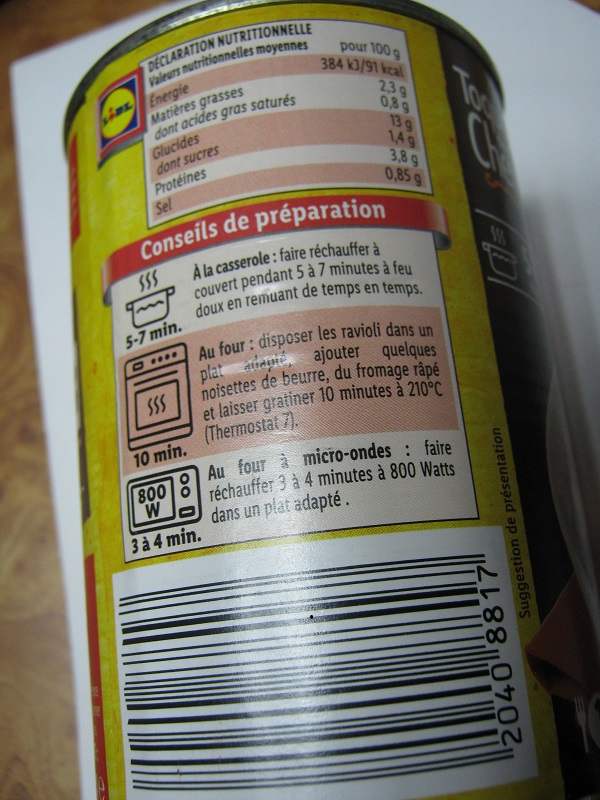 LIDL
DÉCLARATION NUTRITIONNELLE
Valeurs nutritionnelles moyennes pour 100 g
Energie 384 kJ/91 kcal
Matières grasses 2,3 g
dont acides gras saturés 0,8 g
Glucides 13 g
dont sucres 1,4 g
Protéines 3,8 g
Sel 0,85 g
Conseils de préparation
À la casserole : faire réchauffer à
couvert pendant 5 à 7 minutes à feu
doux en remuant de temps en temps.
5-7 min.
Au four : disposer les ravioli dans un
plat adapté, ajouter quelques
noisettes de beurre, du fromage râpé
et laisser gratiner 10 minutes à 210°C
(Thermostat 7).
10 min.
Au four à micro-ondes : faire
réchauffer 3 à 4 minutes à 800 Watts
dans un plat adapté .
800
W
3 à 4 min.
2040 8817
Suggestion de présentation